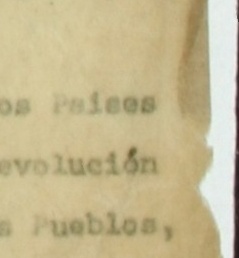 os Paises
evolución
s Pueblos,